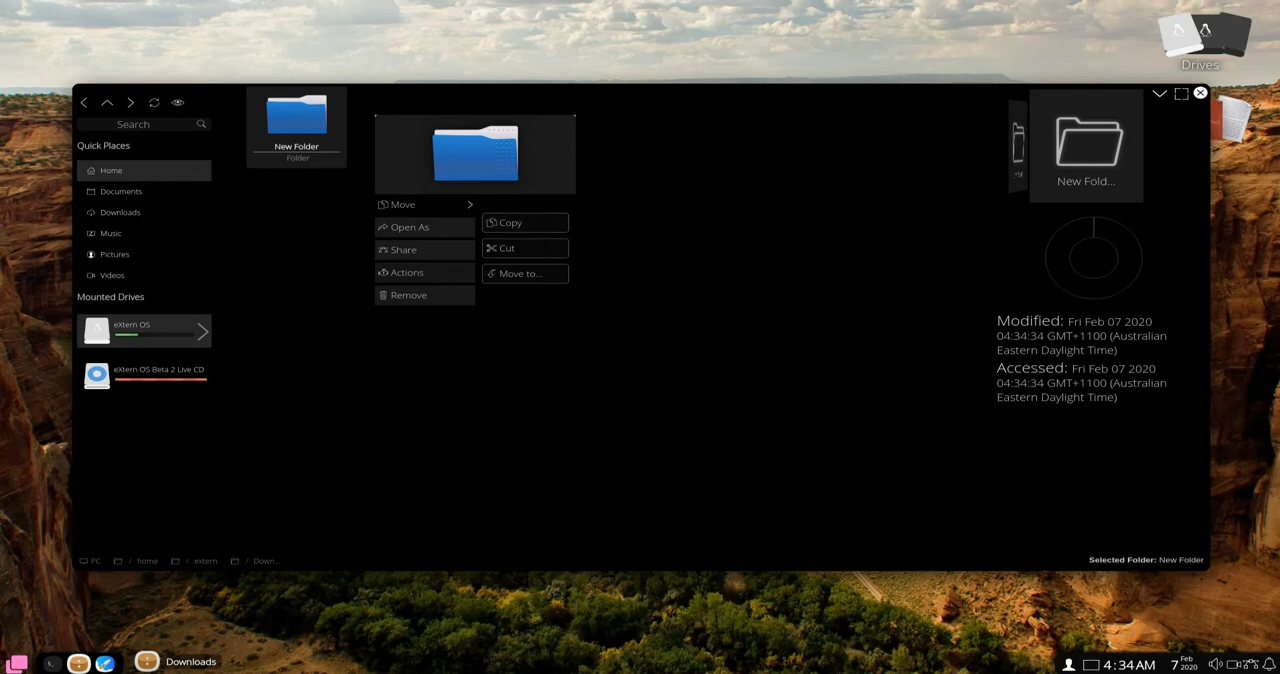 Drives
Search
Quick Places
Home
Documents
Downloads
Music
Pictures
Videos
Mounted Drives
eXtern OS
eXtern OS Beta 2 Live CD
New Folder
Folder
Move
Open As
Share
Actions
Remove
Copy
Cut
Move to...
New Fold...
Modified: Fri Feb 07 2020
04:34:34 GMT+1100 (Australian
Eastern Daylight Time)
Accessed: Fri Feb 07 2020
04:34:34 GMT+1100 (Australian
Eastern Daylight Time)
PC / home / extern / Down...
Selected Folder: New Folder
Downloads
4:34AM
7 Feb 2020